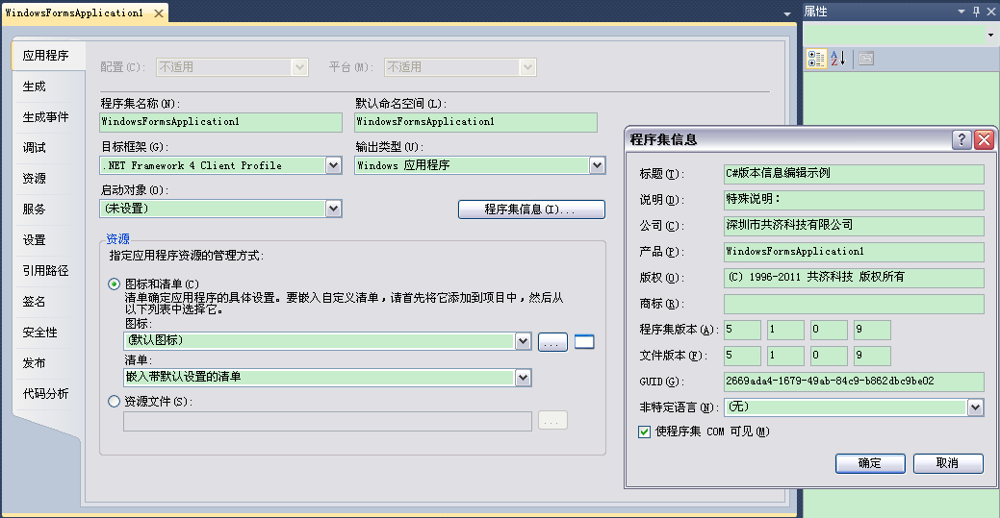 WindowsFormsApplication1
属性
应用程序
生成
生成事件
调试
资源
服务
设置
引用路径
签名
安全性
发布
代码分析
配置(C):
不适用
平台(M):
不适用
程序集名称(N):
默认命名空间(L):
WindowsFormsApplication1
WindowsFormsApplication1
目标框架(G):
输出类型(U):
.NET Framework 4 Client Profile
Windows 应用程序
启动对象(O):
(未设置)
程序集信息(I)...
资源
指定应用程序资源的管理方式:
图标和清单(C)
清单确定应用程序的具体设置。要嵌入自定义清单，请首先将它添加到项目中，然后从
以下列表中选择它。
图标:
(默认图标)
...
清单:
嵌入带默认设置的清单
资源文件(S):
...
程序集信息
标题(T):
C#版本信息编辑示例
说明(D):
特殊说明：
公司(C):
深圳市共济科技有限公司
产品(P):
WindowsFormsApplication1
版权(O):
(C) 1996-2011 共济科技 版权所有
商标(R):
程序集版本(A):
5 1 0 9
文件版本(F):
5 1 0 9
GUID(G):
2669ada4-1679-49ab-84c9-b862dbc9be02
非特定语言(N):
(无)
使程序集 COM 可见(M)
确定
取消